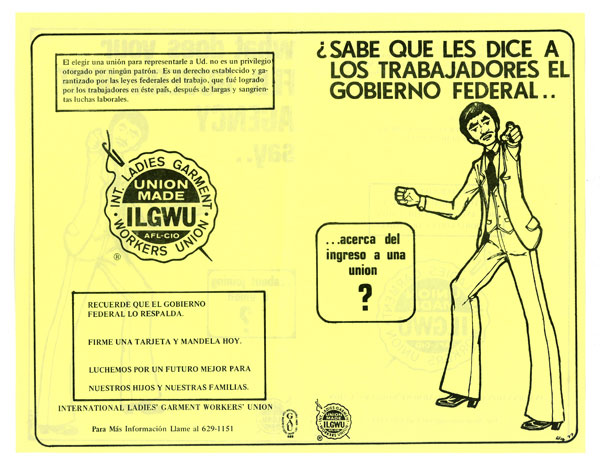 El elegir una unión para representarle a Ud. no es un privilegio
otorgado por ningún patrón. Es un derecho establecido y ga-
rantizado por las leyes federales del trabajo, que fué logrado
por los trabajadores en éste país, después de largas y sangrien-
tas luchas laborales.
INT. LADIES GARMENT
WORKERS UNION
UNION
MADE
ILGWU
AFL-CIO
®
RECUERDE QUE EL GOBIERNO
FEDERAL LO RESPALDA.
FIRME UNA TARJETA Y MANDELA HOY.
LUCHEMOS POR UN FUTURO MEJOR PARA
NUESTROS HIJOS Y NUESTRAS FAMILIAS.
INTERNATIONAL LADIES' GARMENT WORKERS' UNION
Para Más Información Llame al 629-1151
¿SABE QUE LES DICE A
LOS TRABAJADORES EL
GOBIERNO FEDERAL..
...acerca del
ingreso a una
union
?
UNION
MADE
ILGWU